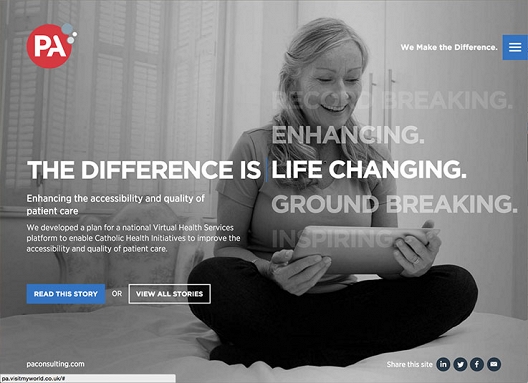 PA
We Make the Difference.
RECORD BREAKING.
ENHANCING.
THE DIFFERENCE IS LIFE CHANGING.
GROUND BREAKING.
INSPIRING.
Enhancing the accessibility and quality of
patient care
We developed a plan for a national Virtual Health Services
platform to enable Catholic Health Initiatives to improve the
accessibility and quality of patient care.
READ THIS STORY OR VIEW ALL STORIES
paconsulting.com
Share this site
pa.visitmyworld.co.uk/#